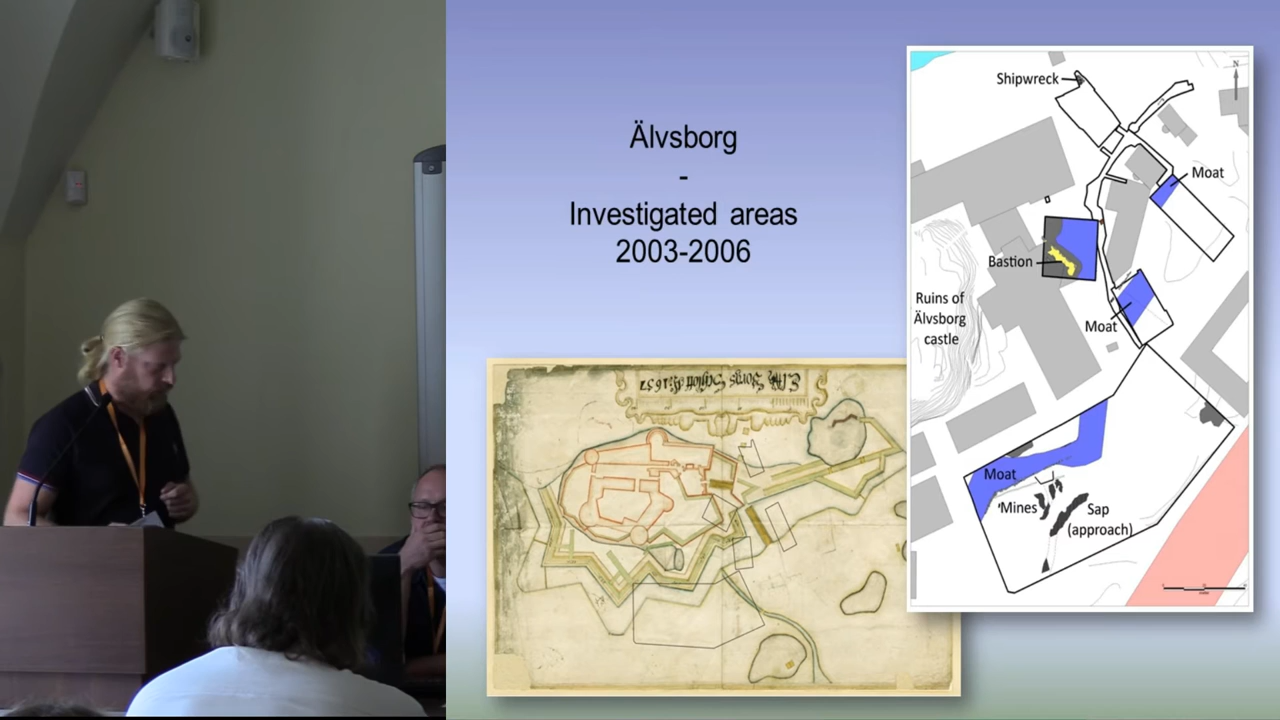 Älvsborg
-
Investigated areas
2003-2006
Shipwreck
N
Moat
Bastion
Ruins of
Älvsborg
castle
Moat
Moat
Mines
Sap
(approach)